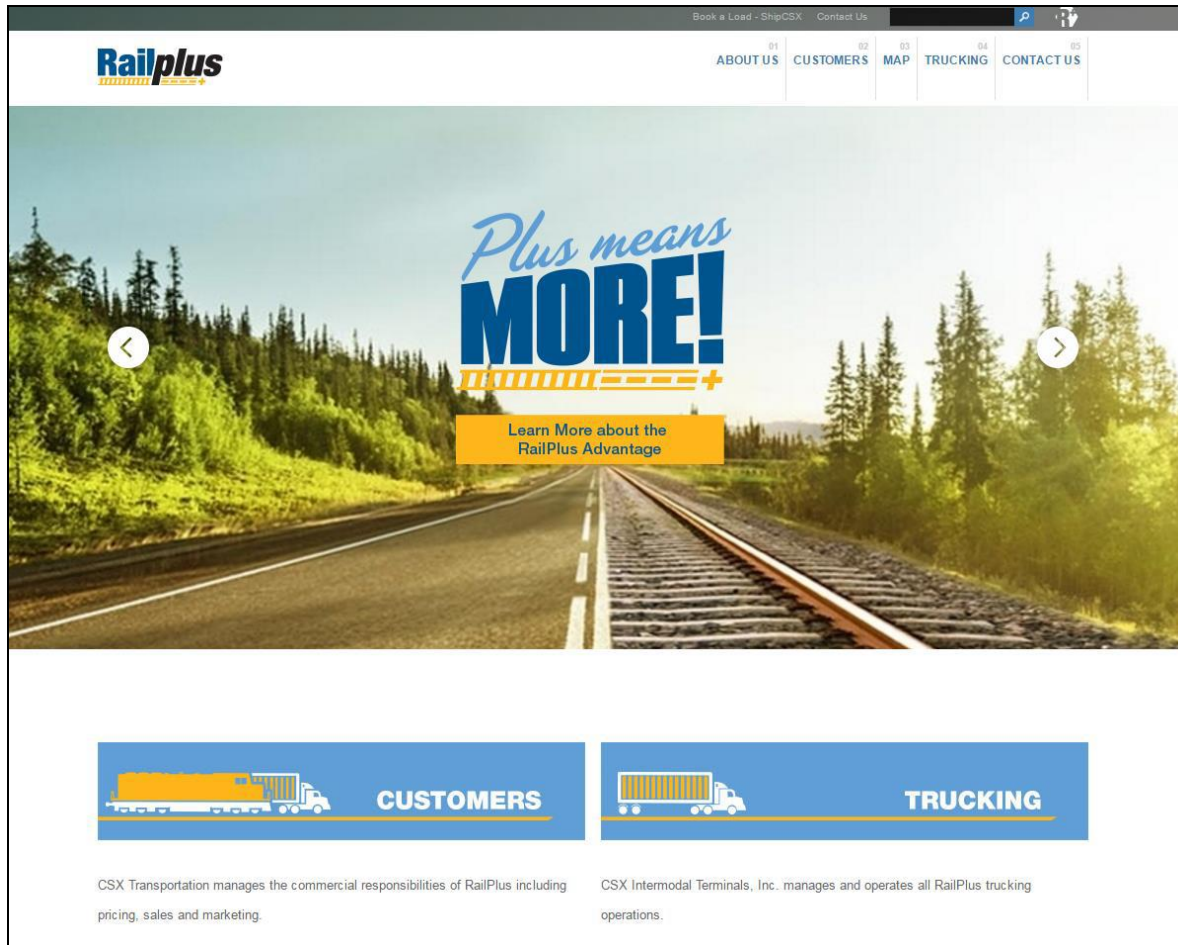 Book a Load - ShipCSX Contact Us
Railplus
01
ABOUT US
02
CUSTOMERS
03
MAP
04
TRUCKING
05
CONTACT US
Plus means
MORE!
Learn More about the
RailPlus Advantage
CUSTOMERS
CSX Transportation manages the commercial responsibilities of RailPlus including
pricing, sales and marketing.
TRUCKING
CSX Intermodal Terminals, Inc. manages and operates all RailPlus trucking
operations.